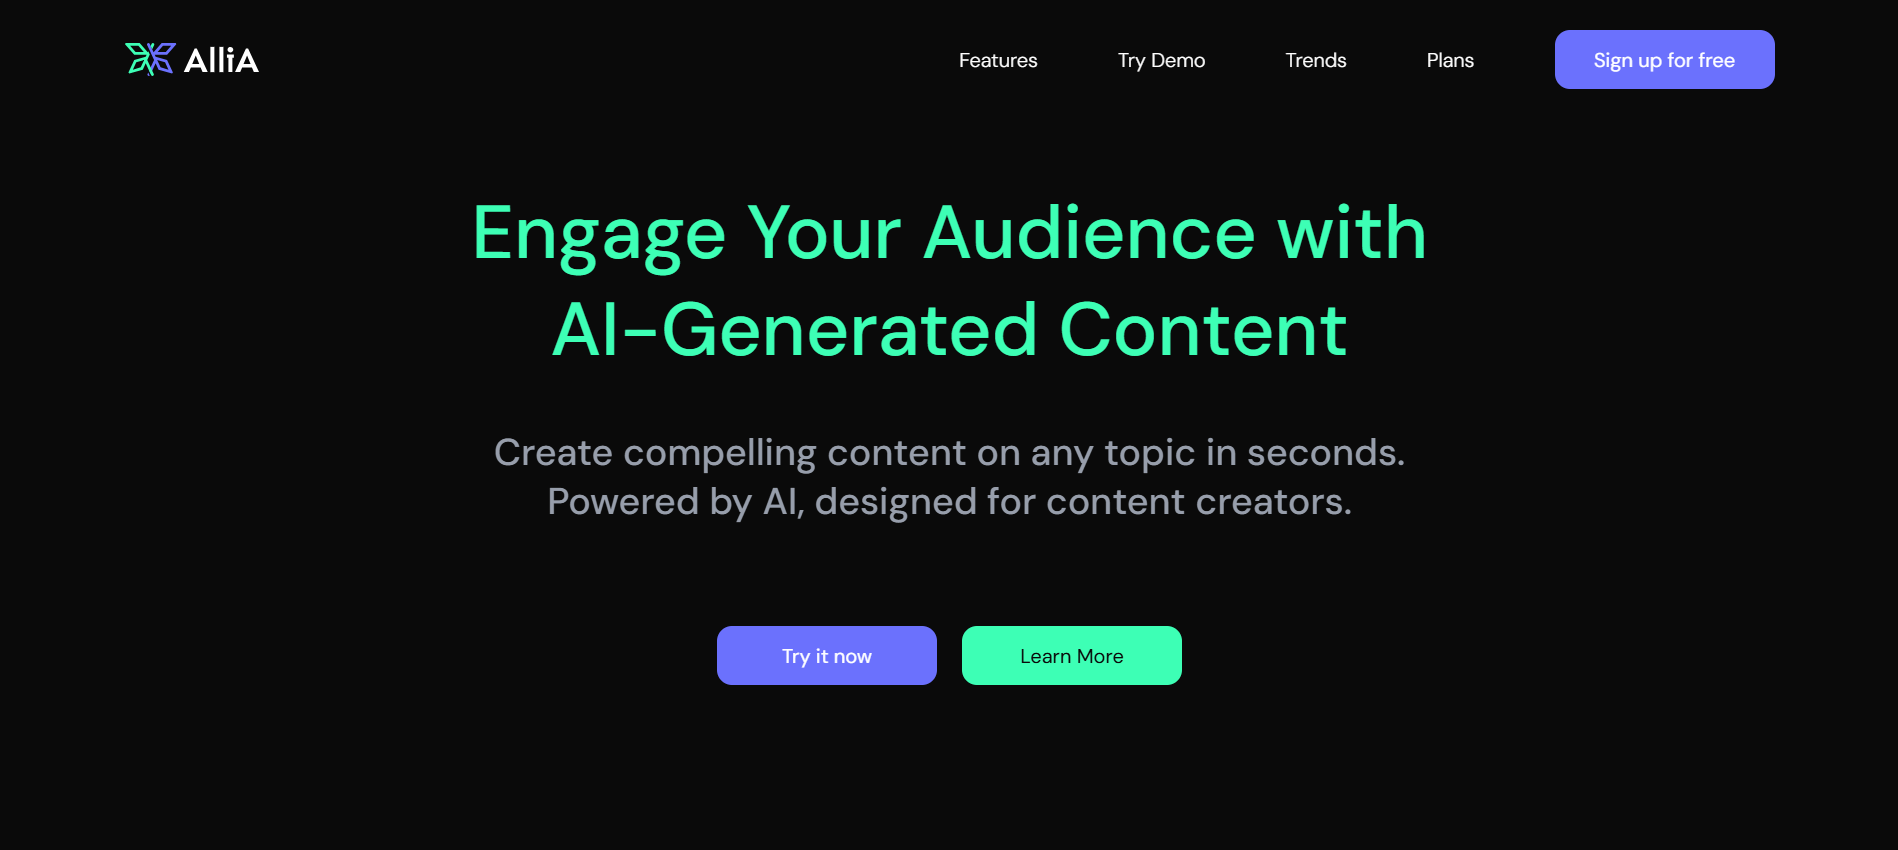 AlliA
Features
Try Demo
Trends
Plans
Sign up for free
Engage Your Audience with
AI-Generated Content
Create compelling content on any topic in seconds.
Powered by AI, designed for content creators.
Try it now
Learn More